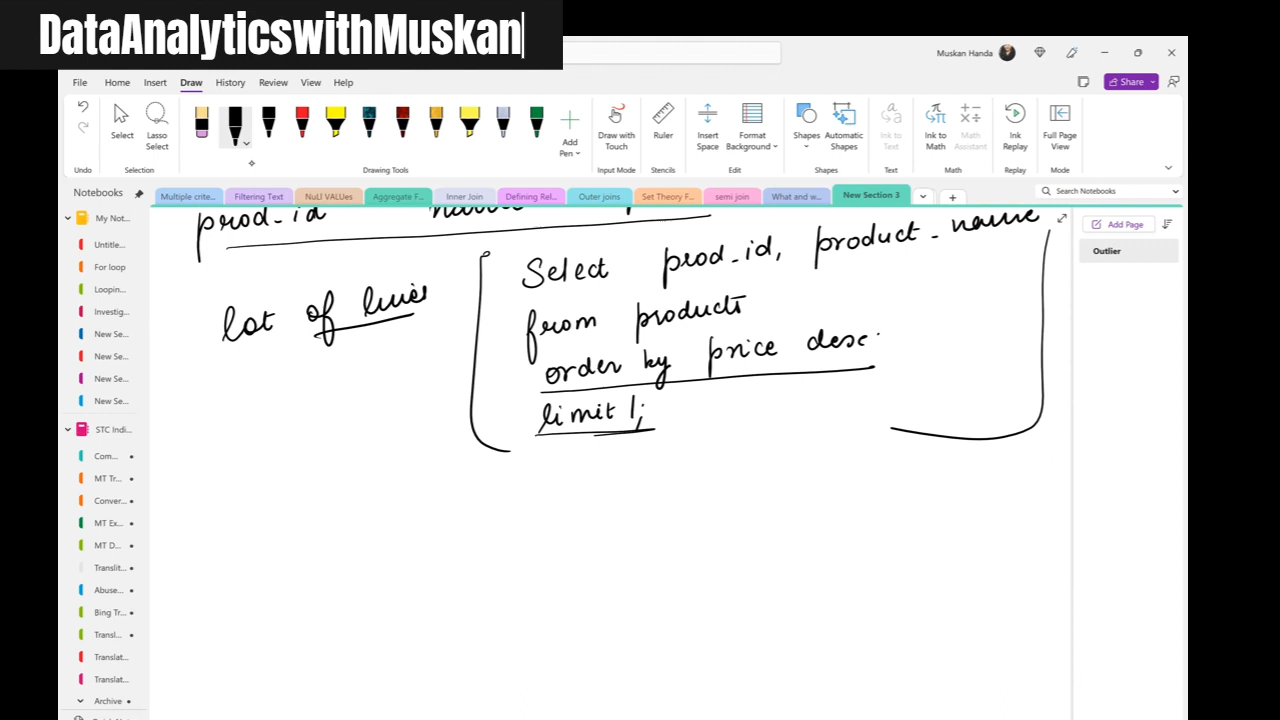 DataAnalyticswithMuskan
Muskan Handa
File Home Insert Draw History Review View Help
Share
Undo
Select
Lasso Select
Selection
Drawing Tools
Add Pen
Draw with Touch
Input Mode
Ruler
Stencils
Insert Space
Format Background
Edit
Shapes
Automatic Shapes
Shapes
Ink to Text
Text
Ink to Math
Math Assistant
Math
Ink Replay
Replay
Full Page View
Mode
Notebooks
Multiple crite... Filtering Text NuLl VALUes Aggregate F... Inner Join Defining Rel... Outer joins Set Theory F... semi join What and w... New Section 3
Search Notebooks
My Not...
Untitle...
For loop
Loopin...
Investig...
New Se...
New Se...
New Se...
New Se...
STC Indi...
Com...
MT Tr...
Conver...
MT Ex...
MT D...
Translit...
Abuse...
Bing Tr...
Transl...
Translat...
Translat...
Archive
Add Page
Outlier
prod_id
lot of lines
Select prod_id, product_name
from products
order by price desc.
limit 1;